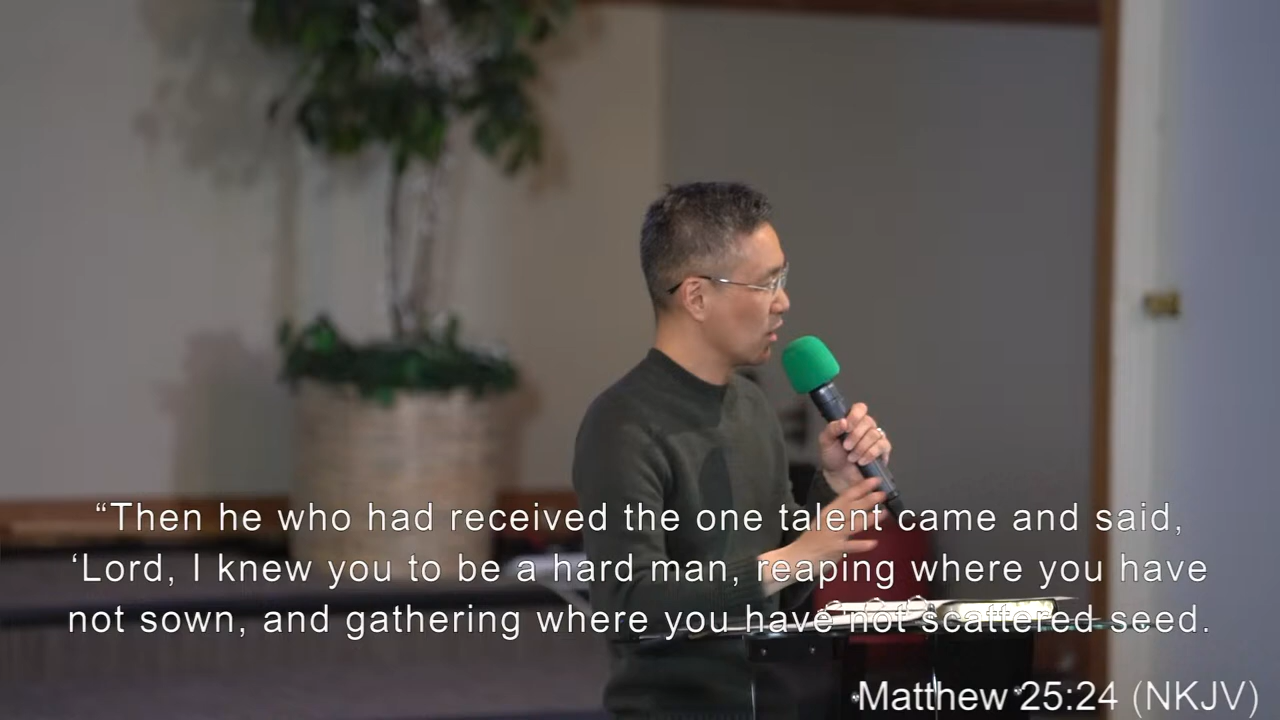 “Then he who had received the one talent came and said,
‘Lord, I knew you to be a hard man, reaping where you have
not sown, and gathering where you have not scattered seed.
Matthew 25:24 (NKJV)